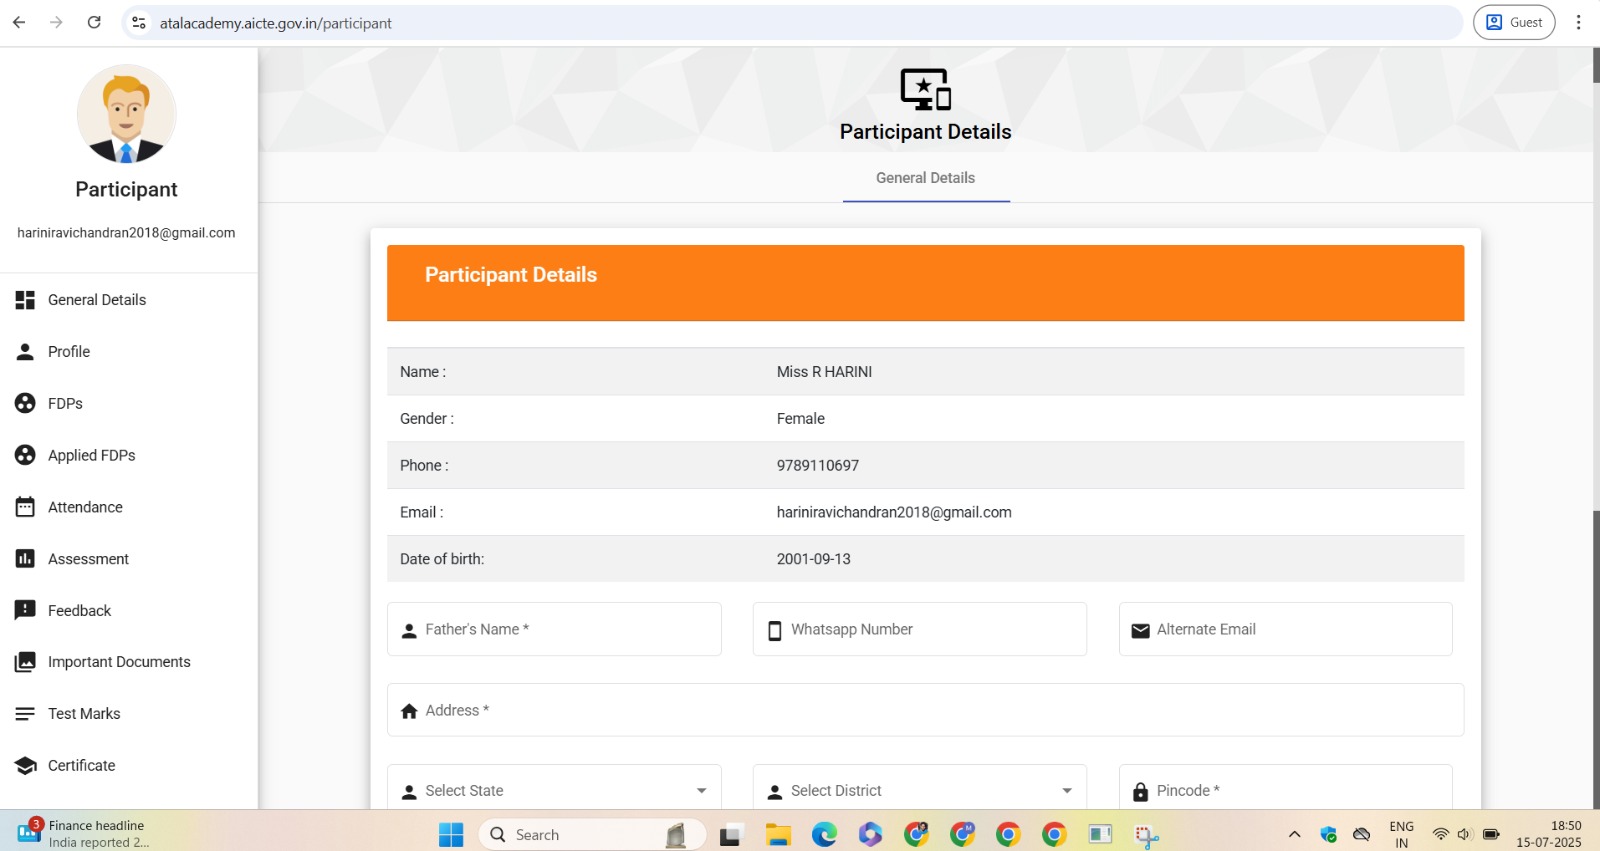 atalacademy.aicte.gov.in/participant
Guest
Participant
hariniravichandran2018@gmail.com
General Details
Profile
FDPs
Applied FDPs
Attendance
Assessment
Feedback
Important Documents
Test Marks
Certificate
Participant Details
General Details
Participant Details
Name : Miss R HARINI
Gender : Female
Phone : 9789110697
Email : hariniravichandran2018@gmail.com
Date of birth: 2001-09-13
Father's Name * Whatsapp Number Alternate Email
Address *
Select State Select District Pincode *
3
Finance headline
India reported 2...
Search
ENG
IN
18:50
15-07-2025